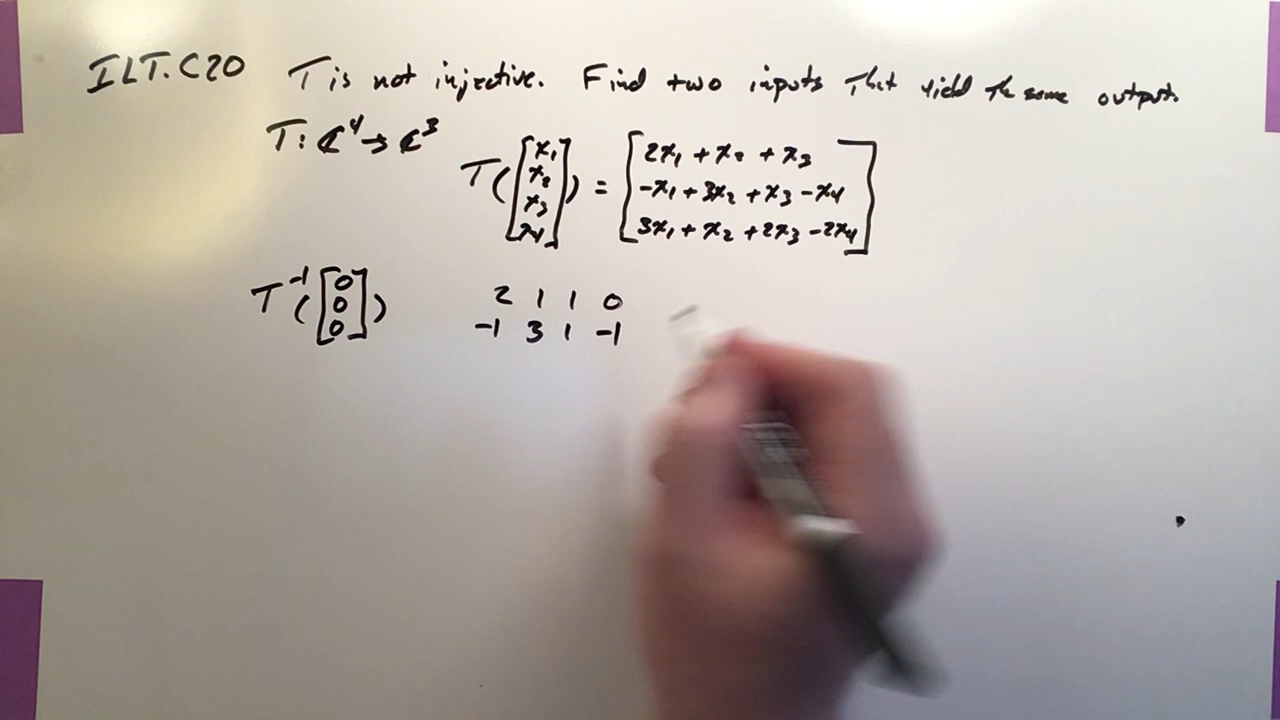 ILT.C20 T is not injective. Find two inputs that yield the same output.
T: ℂ⁴ → ℂ³
T([x₁ x₂ x₃ x₄]) = [2x₁ + x₂ + x₃
-x₁ + 3x₂ + x₃ - x₄
3x₁ + x₂ + 2x₃ - 2x₄]
T⁻¹([0 0 0])
2 1 1 0
-1 3 1 -1